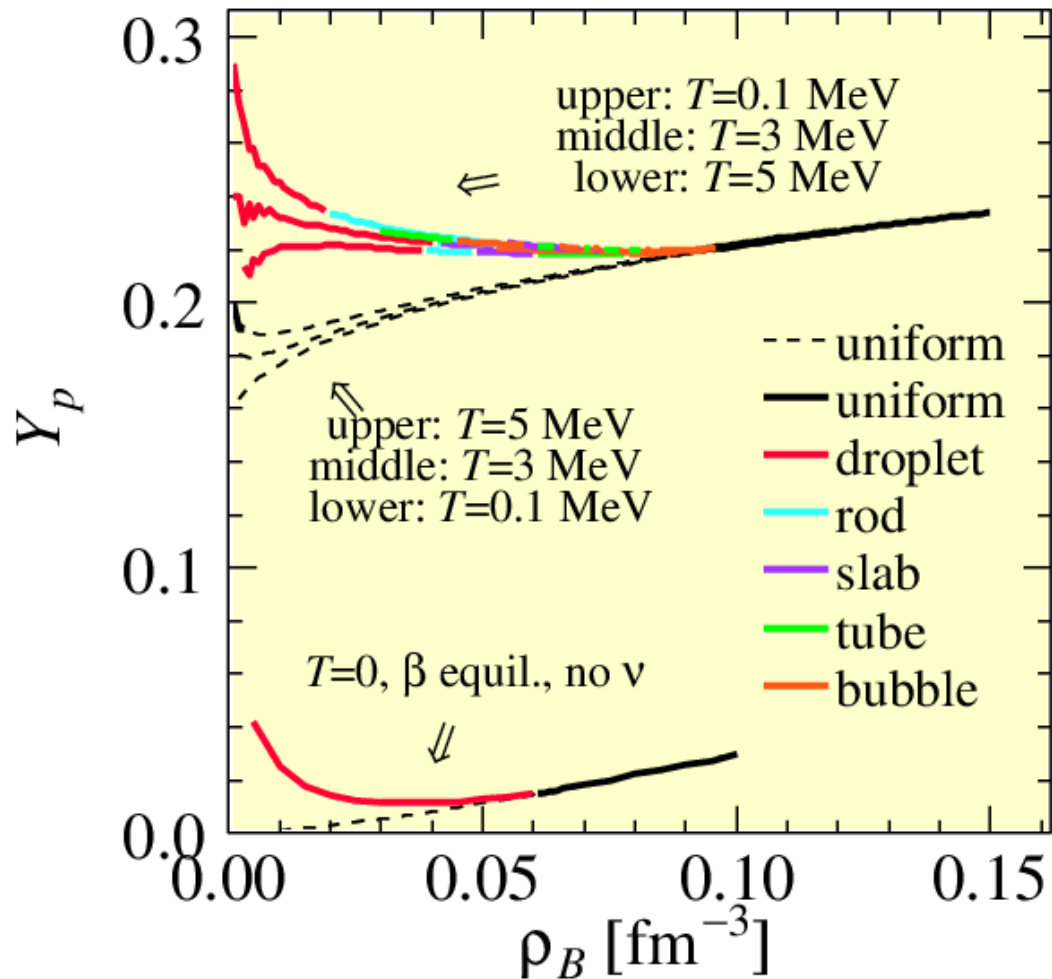 0.3
upper: T=0.1 MeV
middle: T=3 MeV
lower: T=5 MeV
0.2
uniform
uniform
droplet
rod
slab
tube
bubble
Y_p
upper: T=5 MeV
middle: T=3 MeV
lower: T=0.1 MeV
0.1
T=0, β equil., no ν
0.0
0.00 0.05 0.10 0.15
ρ_B [fm⁻³]